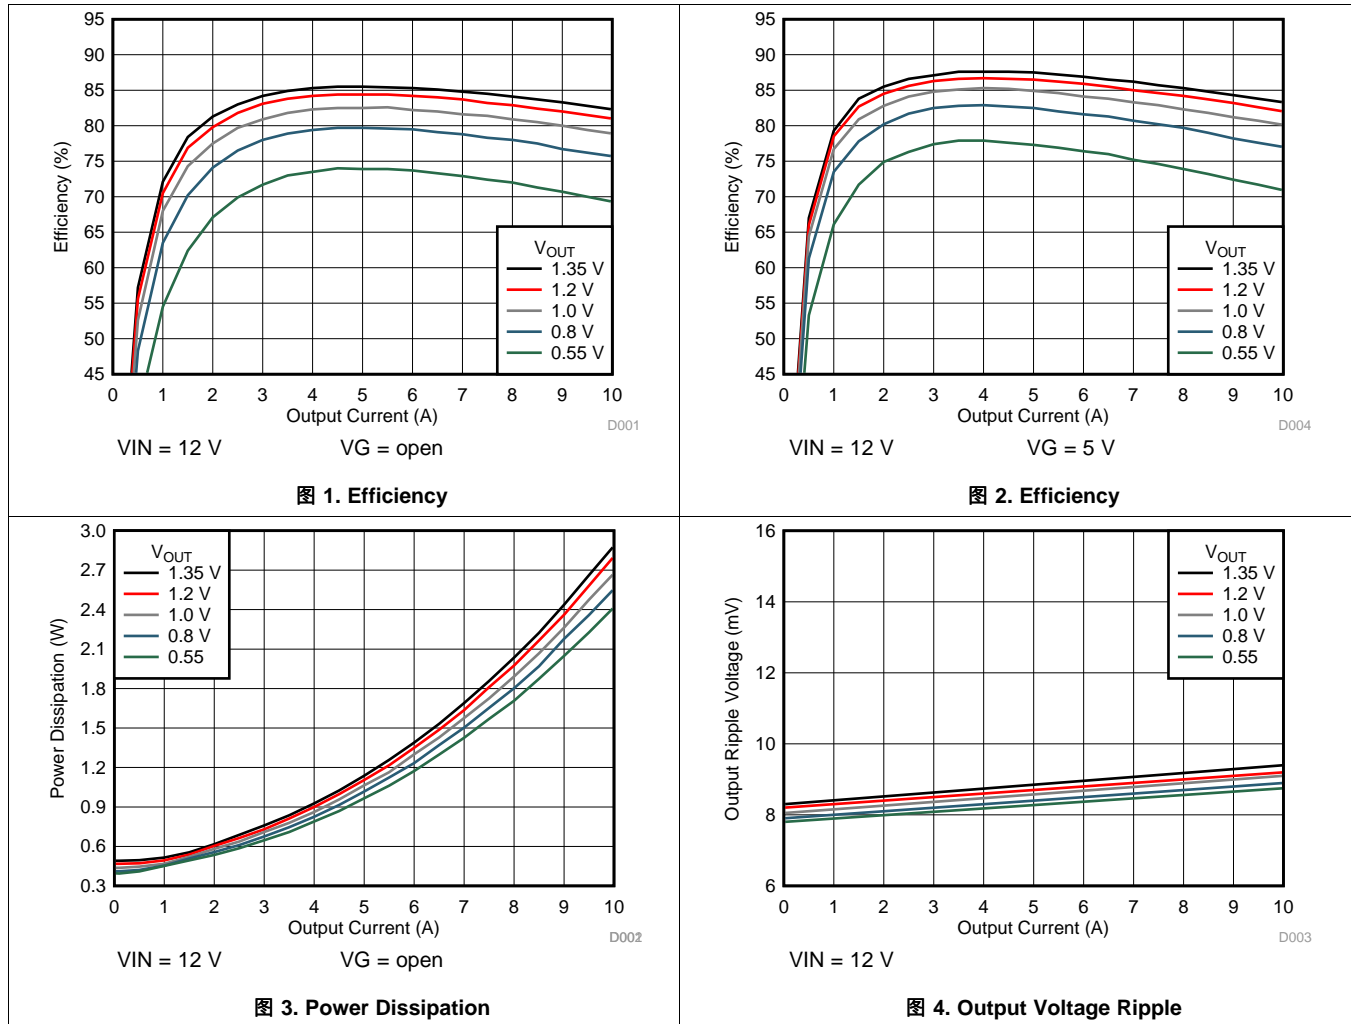 95
90
85
80
75
70
65
60
55
50
45
Efficiency (%)
V_OUT
1.35 V
1.2 V
1.0 V
0.8 V
0.55 V
0 1 2 3 4 5 6 7 8 9 10
Output Current (A)
D001
VIN = 12 V VG = open
图 1. Efficiency
95
90
85
80
75
70
65
60
55
50
45
Efficiency (%)
V_OUT
1.35 V
1.2 V
1.0 V
0.8 V
0.55 V
0 1 2 3 4 5 6 7 8 9 10
Output Current (A)
D004
VIN = 12 V VG = 5 V
图 2. Efficiency
3.0
2.7
2.4
2.1
1.8
1.5
1.2
0.9
0.6
0.3
Power Dissipation (W)
V_OUT
1.35 V
1.2 V
1.0 V
0.8 V
0.55
0 1 2 3 4 5 6 7 8 9 10
Output Current (A)
VIN = 12 V VG = open
图 3. Power Dissipation
16
14
12
10
8
6
Output Ripple Voltage (mV)
V_OUT
1.35 V
1.2 V
1.0 V
0.8 V
0.55
0 1 2 3 4 5 6 7 8 9 10
Output Current (A)
D003
VIN = 12 V
图 4. Output Voltage Ripple